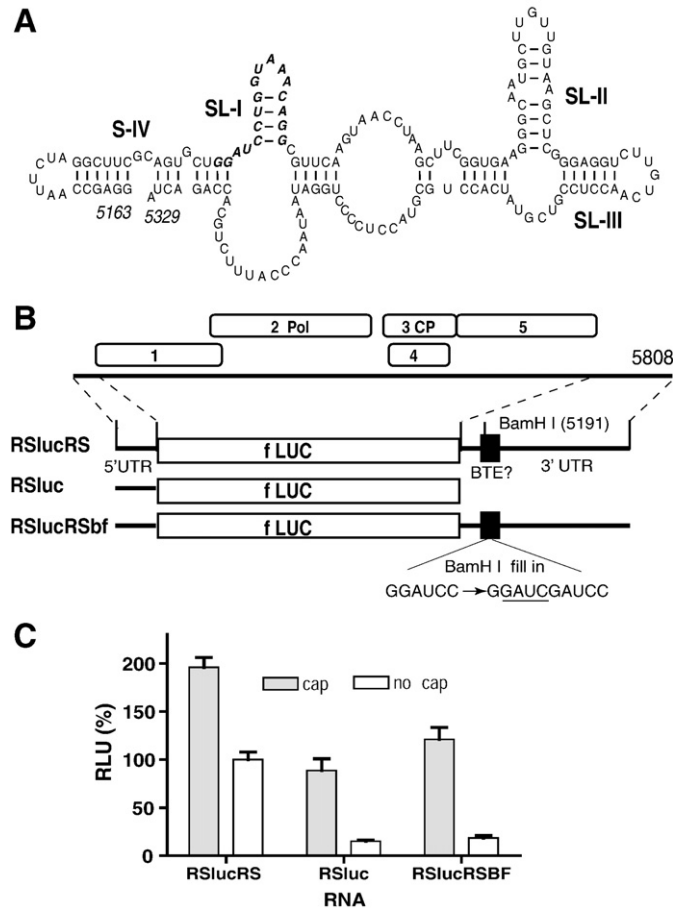 A
SL-I
SL-II
S-IV
SL-III
GGCUUC
GGAGCC
5163
5329
B
2 Pol
3 CP
5
1
4
5808
BamH I (5191)
RSlucRS
5'UTR
f LUC
BTE?
3' UTR
RSluc
f LUC
RSlucRSbf
f LUC
BamH I fill in
GGAUCC → GGAUCGAUCC
C
cap
no cap
RLU (%)
200
150
100
50
0
RSlucRS
RSluc
RSlucRSBF
RNA